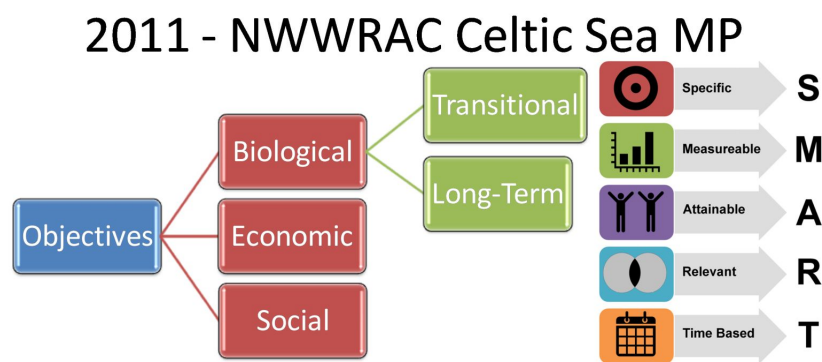 2011 - NWWRAC Celtic Sea MP
Objectives
Biological
Economic
Social
Transitional
Long-Term
Specific S
Measureable M
Attainable A
Relevant R
Time Based T